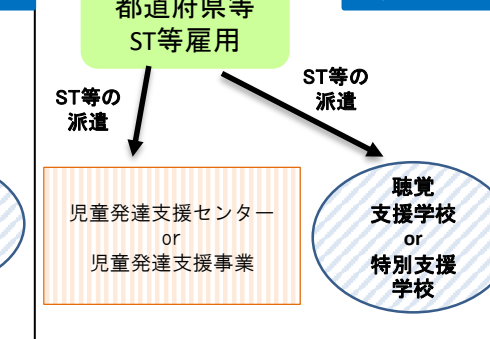 都道府県等
ST等雇用
ST等の
派遣
ST等の
派遣
児童発達支援センター
or
児童発達支援事業
聴覚
支援学校
or
特別支援
学校